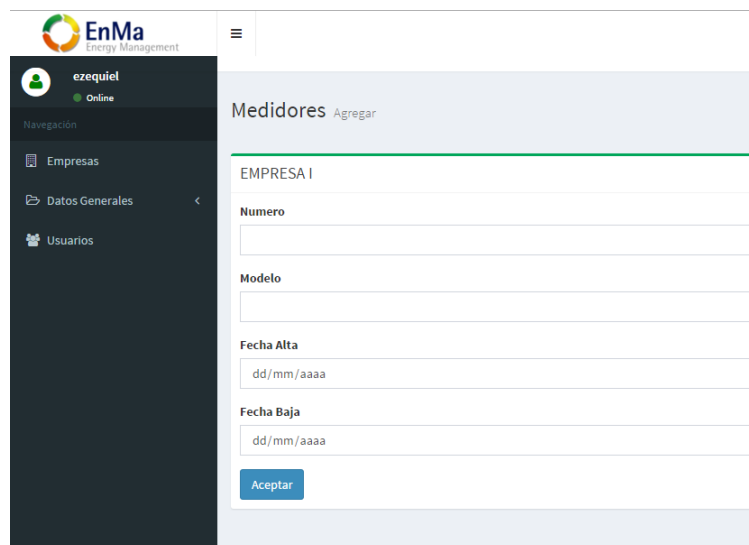 EnMa
Energy Management
ezequiel
Online
Navegación
Empresas
Datos Generales
Usuarios
Medidores Agregar
EMPRESA I
Numero
Modelo
Fecha Alta
dd/mm/aaaa
Fecha Baja
dd/mm/aaaa
Aceptar